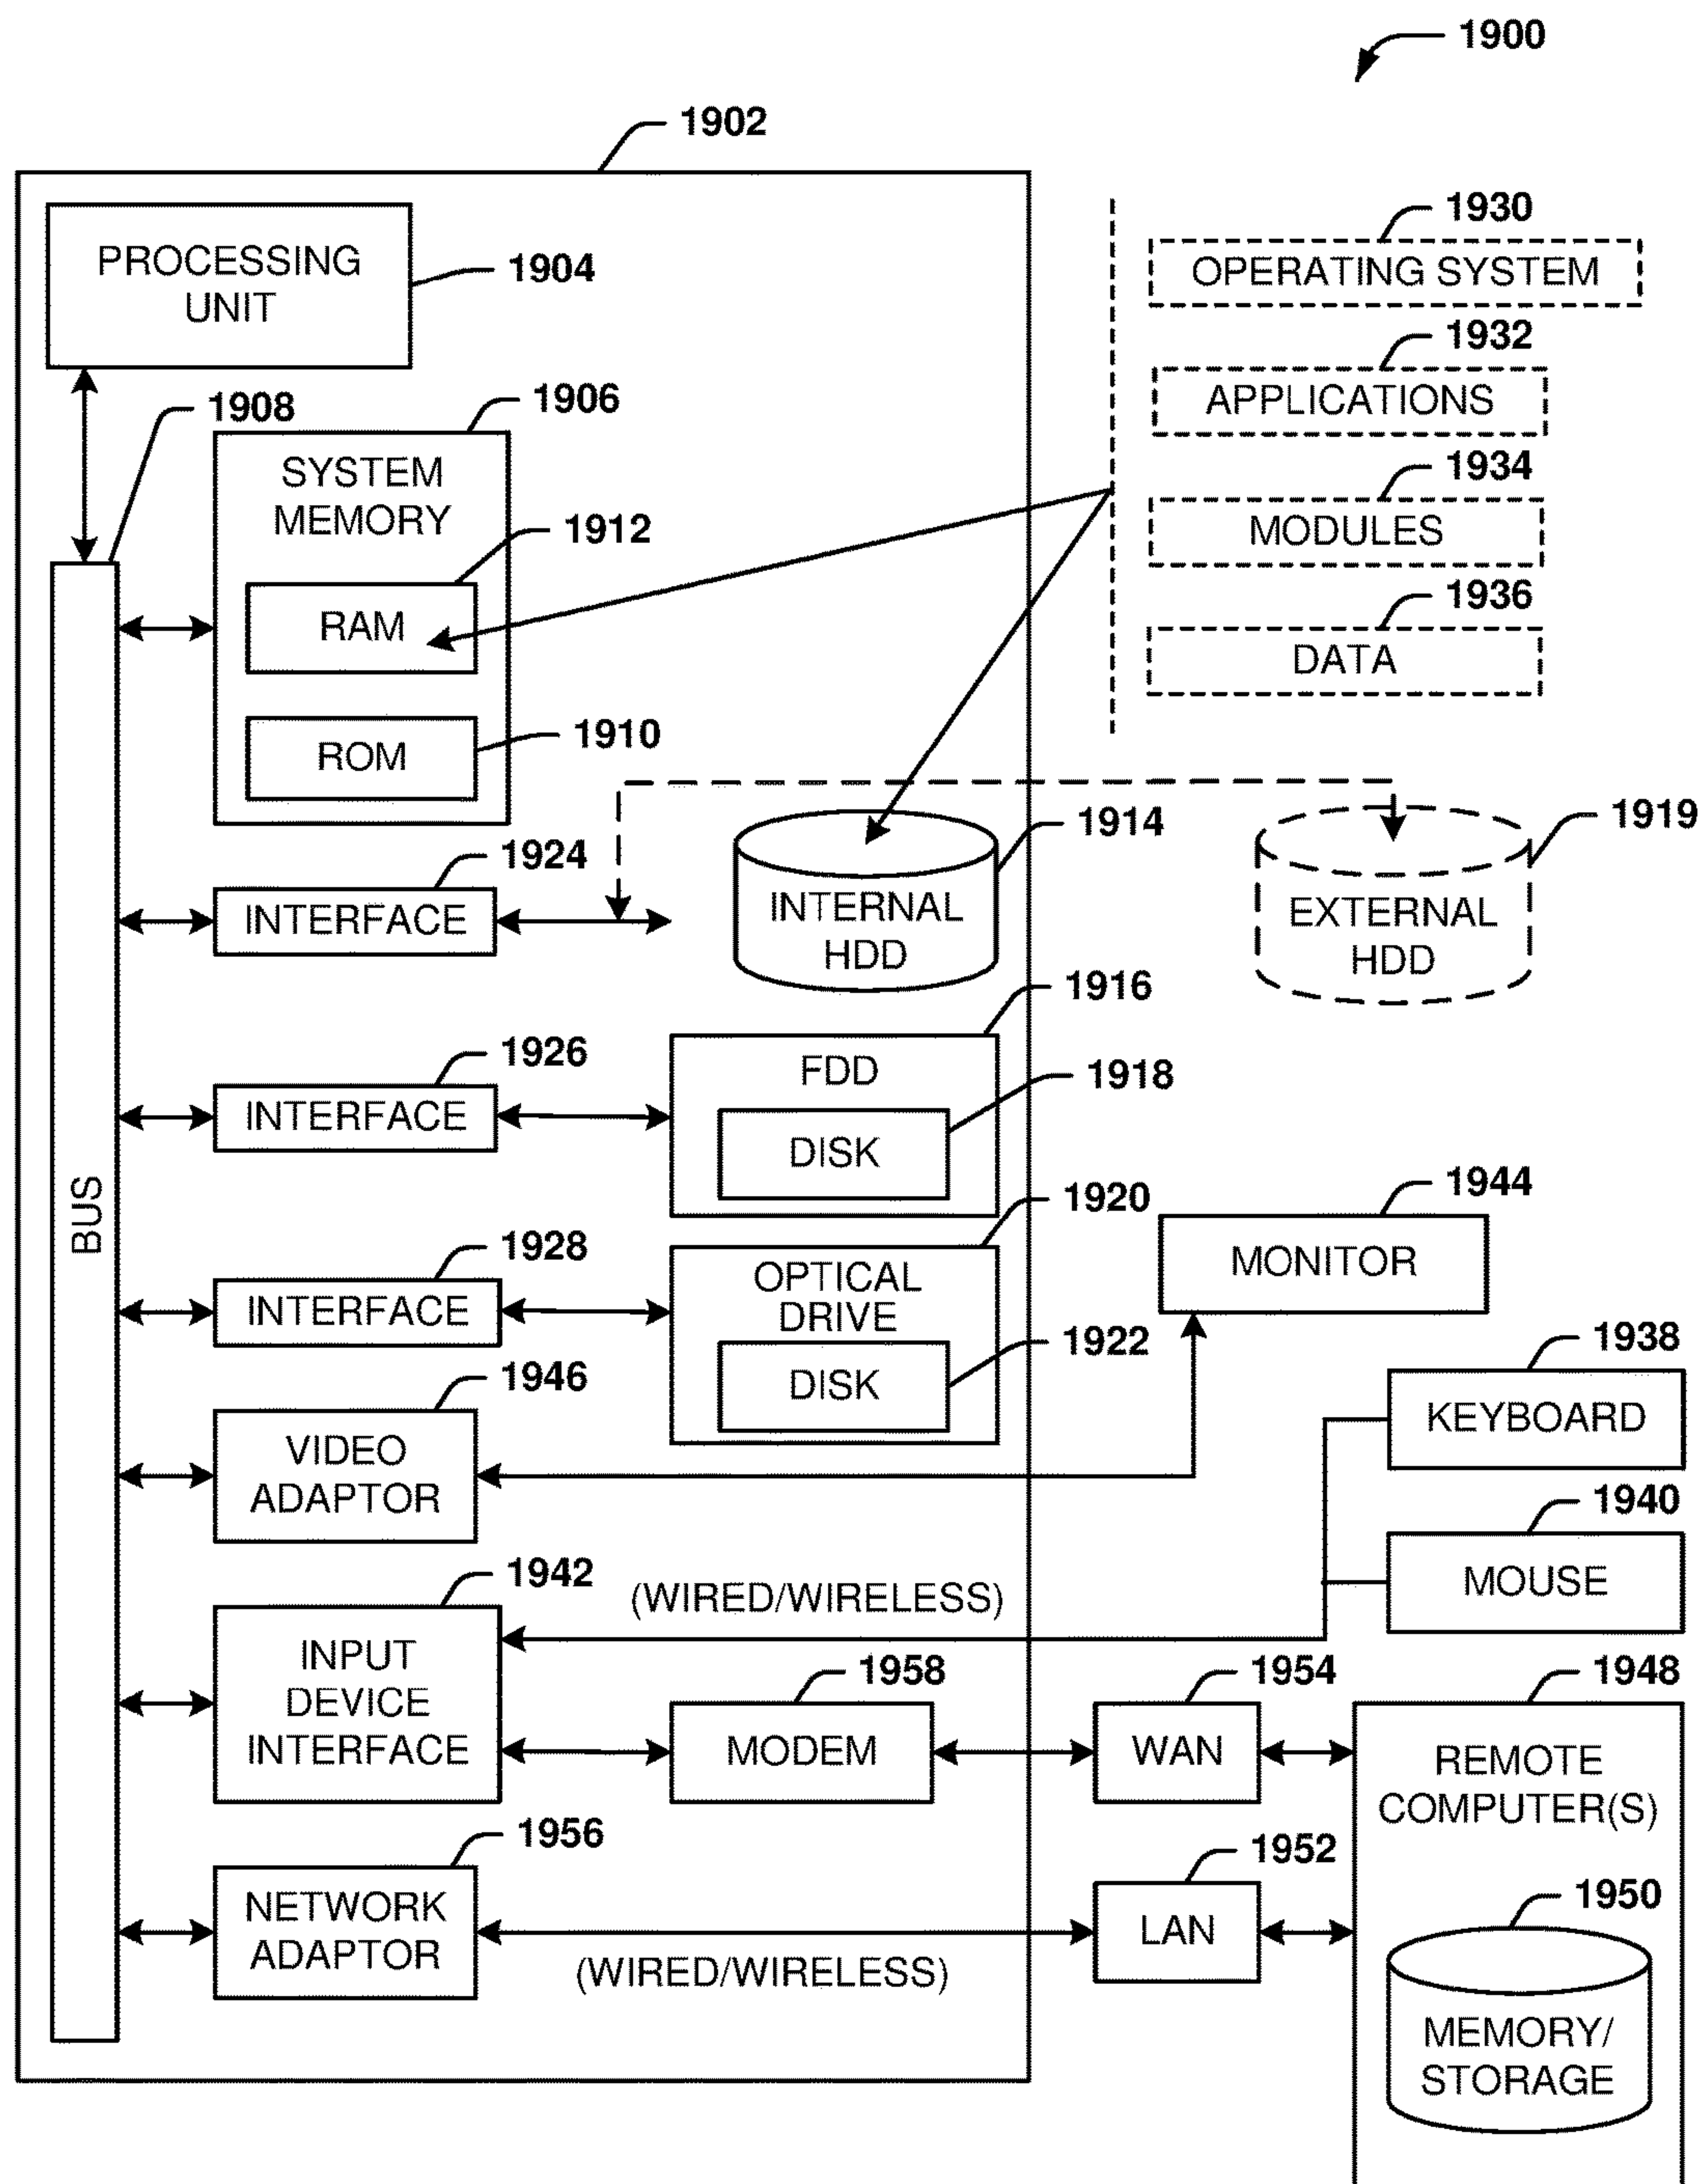 1900
1902
PROCESSING
UNIT
1904
1930
OPERATING SYSTEM
1932
APPLICATIONS
1934
MODULES
1936
DATA
1908
1906
SYSTEM
MEMORY
1912
RAM
1910
ROM
1924
INTERFACE
1914
INTERNAL
HDD
1919
EXTERNAL
HDD
1916
FDD
1926
INTERFACE
1918
DISK
BUS
1920
OPTICAL
DRIVE
1928
INTERFACE
1922
DISK
1944
MONITOR
1946
VIDEO
ADAPTOR
1938
KEYBOARD
1940
MOUSE
1942
INPUT
DEVICE
INTERFACE
(WIRED/WIRELESS)
1958
MODEM
1954
WAN
1948
REMOTE
COMPUTER(S)
1956
NETWORK
ADAPTOR
(WIRED/WIRELESS)
1952
LAN
1950
MEMORY/
STORAGE